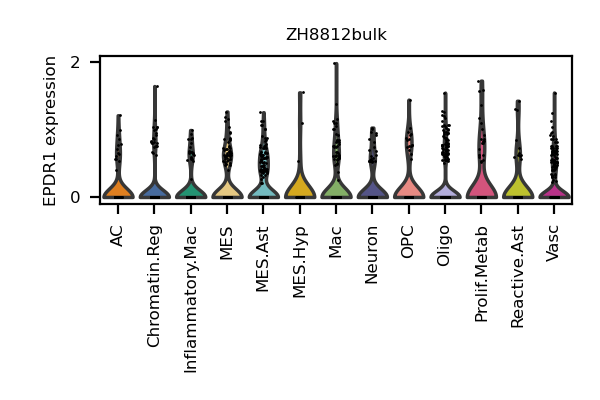 ZH8812bulk
EPDR1 expression
2
0
AC
Chromatin.Reg
Inflammatory.Mac
MES
MES.Ast
MES.Hyp
Mac
Neuron
OPC
Oligo
Prolif.Metab
Reactive.Ast
Vasc